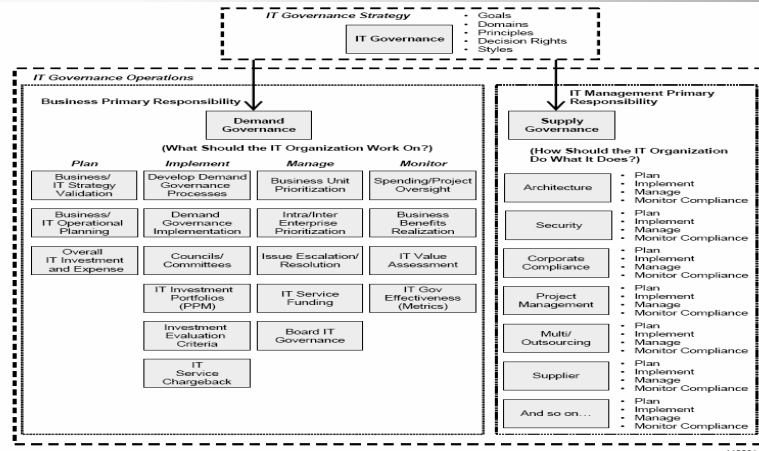 IT Governance Strategy
IT Governance
• Goals
• Domains
• Principles
• Decision Rights
• Styles
IT Governance Operations
Business Primary Responsibility
Demand
Governance
(What Should the IT Organization Work On?)
Plan
Business/
IT Strategy
Validation
Business/
IT Operational
Planning
Overall
IT Investment
and Expense
Implement
Develop Demand
Governance
Processes
Demand
Governance
Implementation
Councils/
Committees
IT Investment
Portfolios
(PPM)
Investment
Evaluation
Criteria
IT
Service
Chargeback
Manage
Business Unit
Prioritization
Intra/Inter
Enterprise
Prioritization
Issue Escalation/
Resolution
IT Service
Funding
Board IT
Governance
Monitor
Spending/Project
Oversight
Business
Benefits
Realization
IT Value
Assessment
IT Gov
Effectiveness
(Metrics)
IT Management Primary
Responsibility
Supply
Governance
(How Should the IT Organization
Do What It Does?)
Architecture
• Plan
• Implement
• Manage
• Monitor Compliance
Security
• Plan
• Implement
• Manage
• Monitor Compliance
Corporate
Compliance
• Plan
• Implement
• Manage
• Monitor Compliance
Project
Management
• Plan
• Implement
• Manage
• Monitor Compliance
Multi/
Outsourcing
• Plan
• Implement
• Manage
• Monitor Compliance
Supplier
• Plan
• Implement
• Manage
• Monitor Compliance
And so on...
• Plan
• Implement
• Manage
• Monitor Compliance